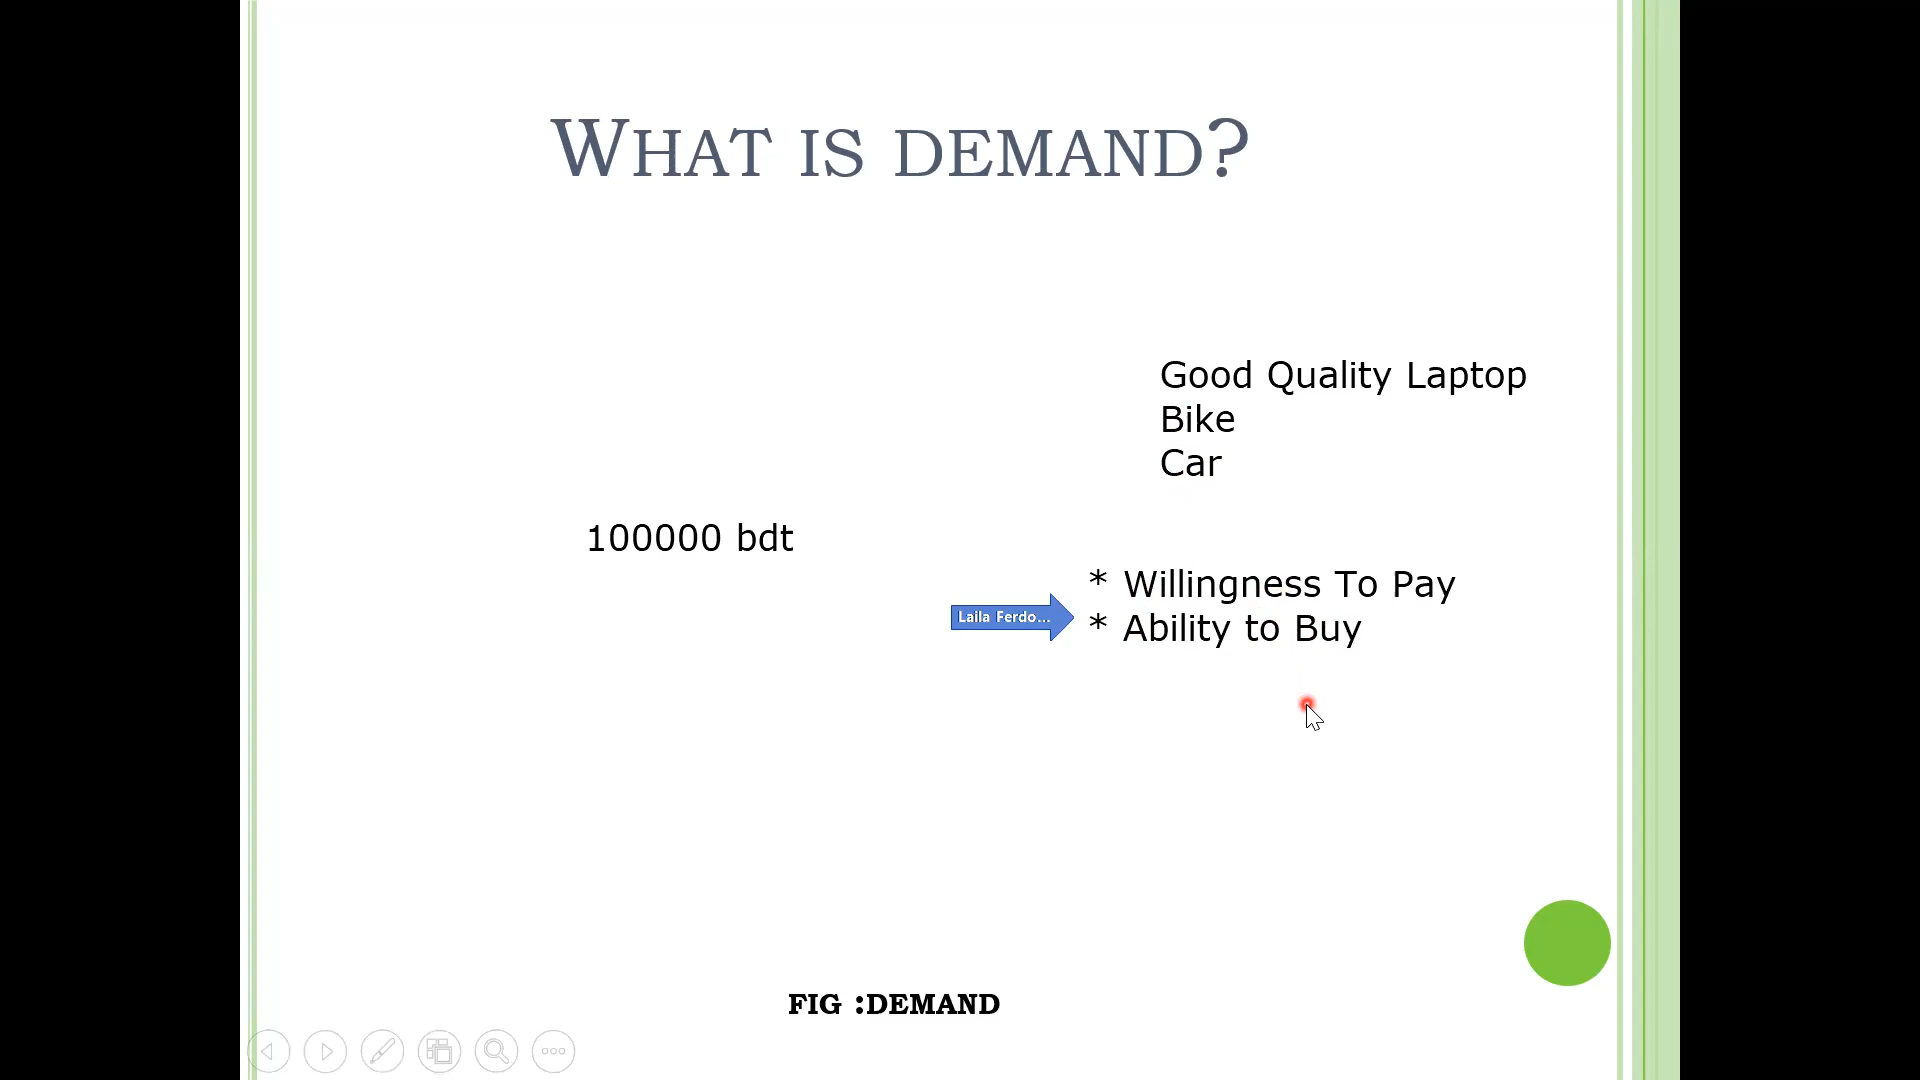 What is demand?
Good Quality Laptop
Bike
Car
100000 bdt
* Willingness To Pay
Laila Ferdo...
* Ability to Buy
FIG :DEMAND